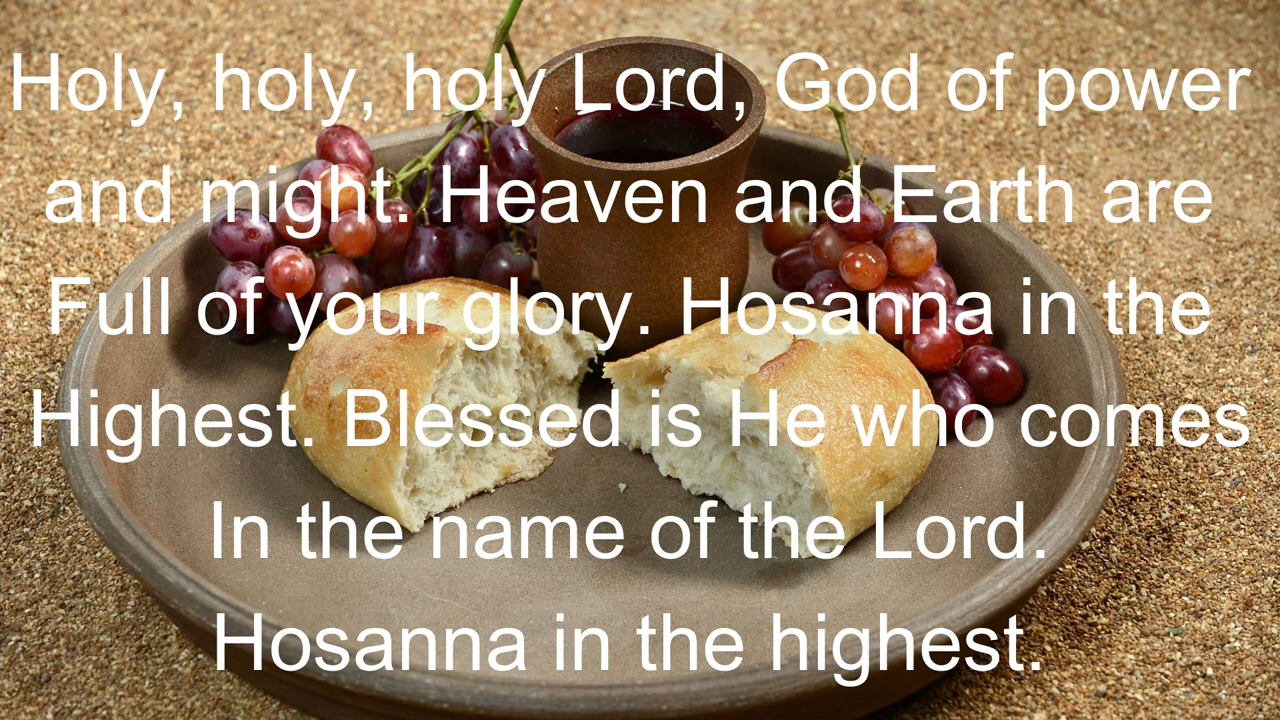 Holy, holy, holy Lord, God of power
and might. Heaven and Earth are
Full of your glory. Hosanna in the
Highest. Blessed is He who comes
In the name of the Lord.
Hosanna in the highest.